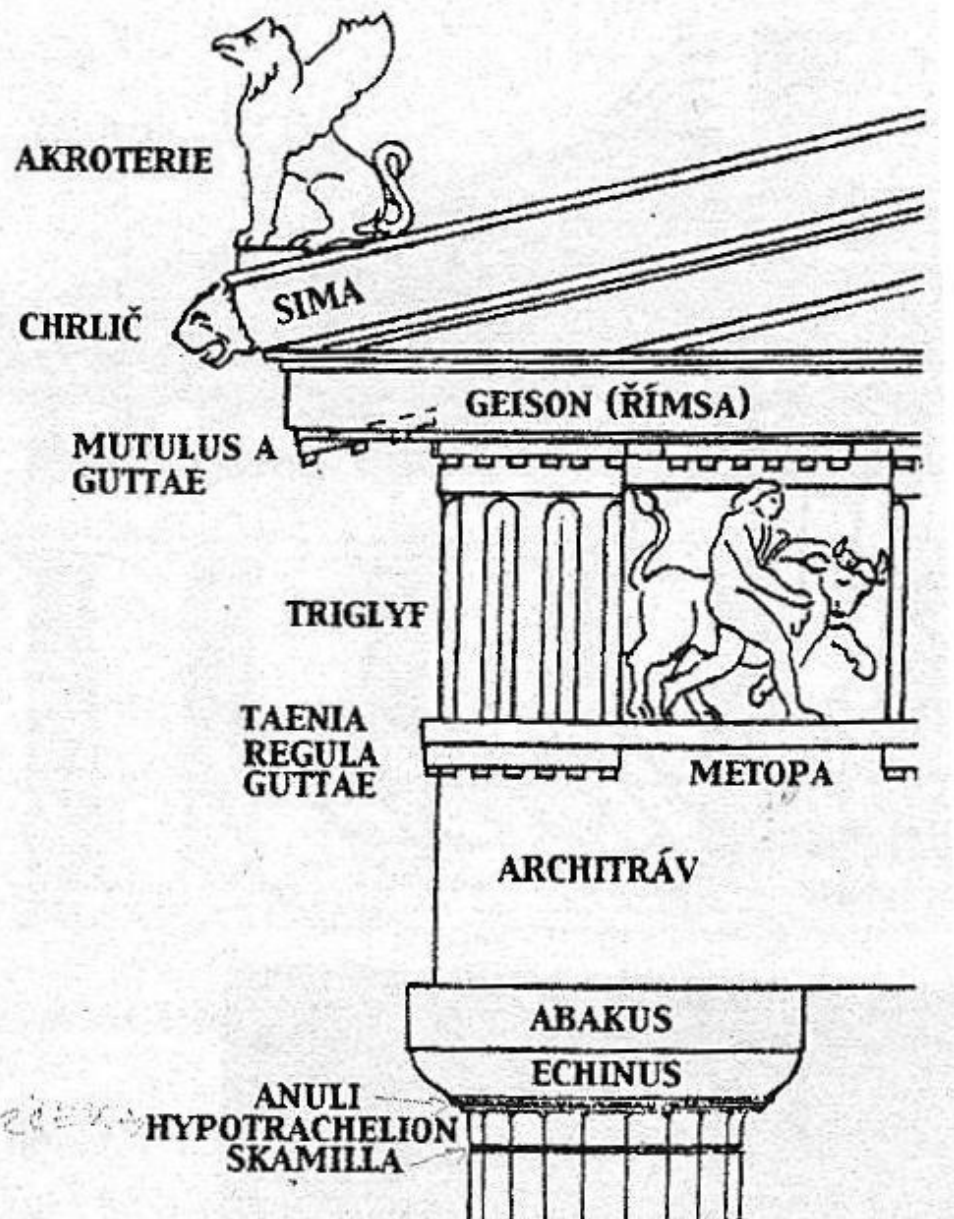 AKROTERIE
CHRLIČ
SIMA
GEISON (ŘÍMSA)
MUTULUS A
GUTTAE
TRIGLYF
TAENIA
REGULA
GUTTAE
METOPA
ARCHITRÁV
ABAKUS
ECHINUS
ANULI
HYPOTRACHELION
SKAMILLA